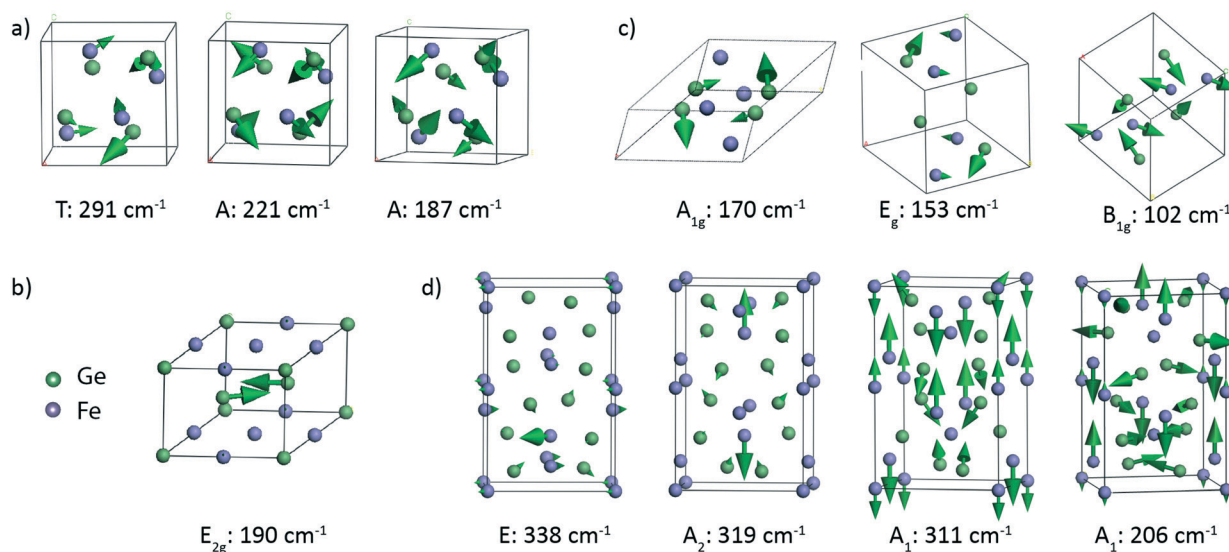 a)
T: 291 cm⁻¹
A: 221 cm⁻¹
A: 187 cm⁻¹
c)
A₁g: 170 cm⁻¹
Eg: 153 cm⁻¹
B₁g: 102 cm⁻¹
b)
Ge
Fe
E₂g: 190 cm⁻¹
d)
E: 338 cm⁻¹
A₂: 319 cm⁻¹
A₁: 311 cm⁻¹
A₁: 206 cm⁻¹